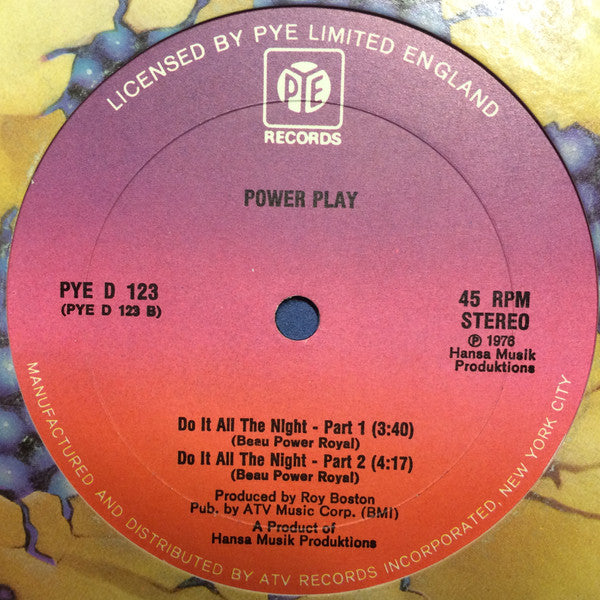 LICENSED BY PYE LIMITED ENGLAND
PYE
RECORDS
POWER PLAY
PYE D 123
(PYE D 123 B)
45 RPM
STEREO
℗ 1976
Hansa Musik
Produktions
Do It All The Night - Part 1 (3:40)
(Beau Power Royal)
Do It All The Night - Part 2 (4:17)
(Beau Power Royal)
Produced by Roy Boston
Pub. by ATV Music Corp. (BMI)
A Product of
Hansa Musik Produktions
MANUFACTURED AND DISTRIBUTED BY ATV RECORDS INCORPORATED, NEW YORK CITY